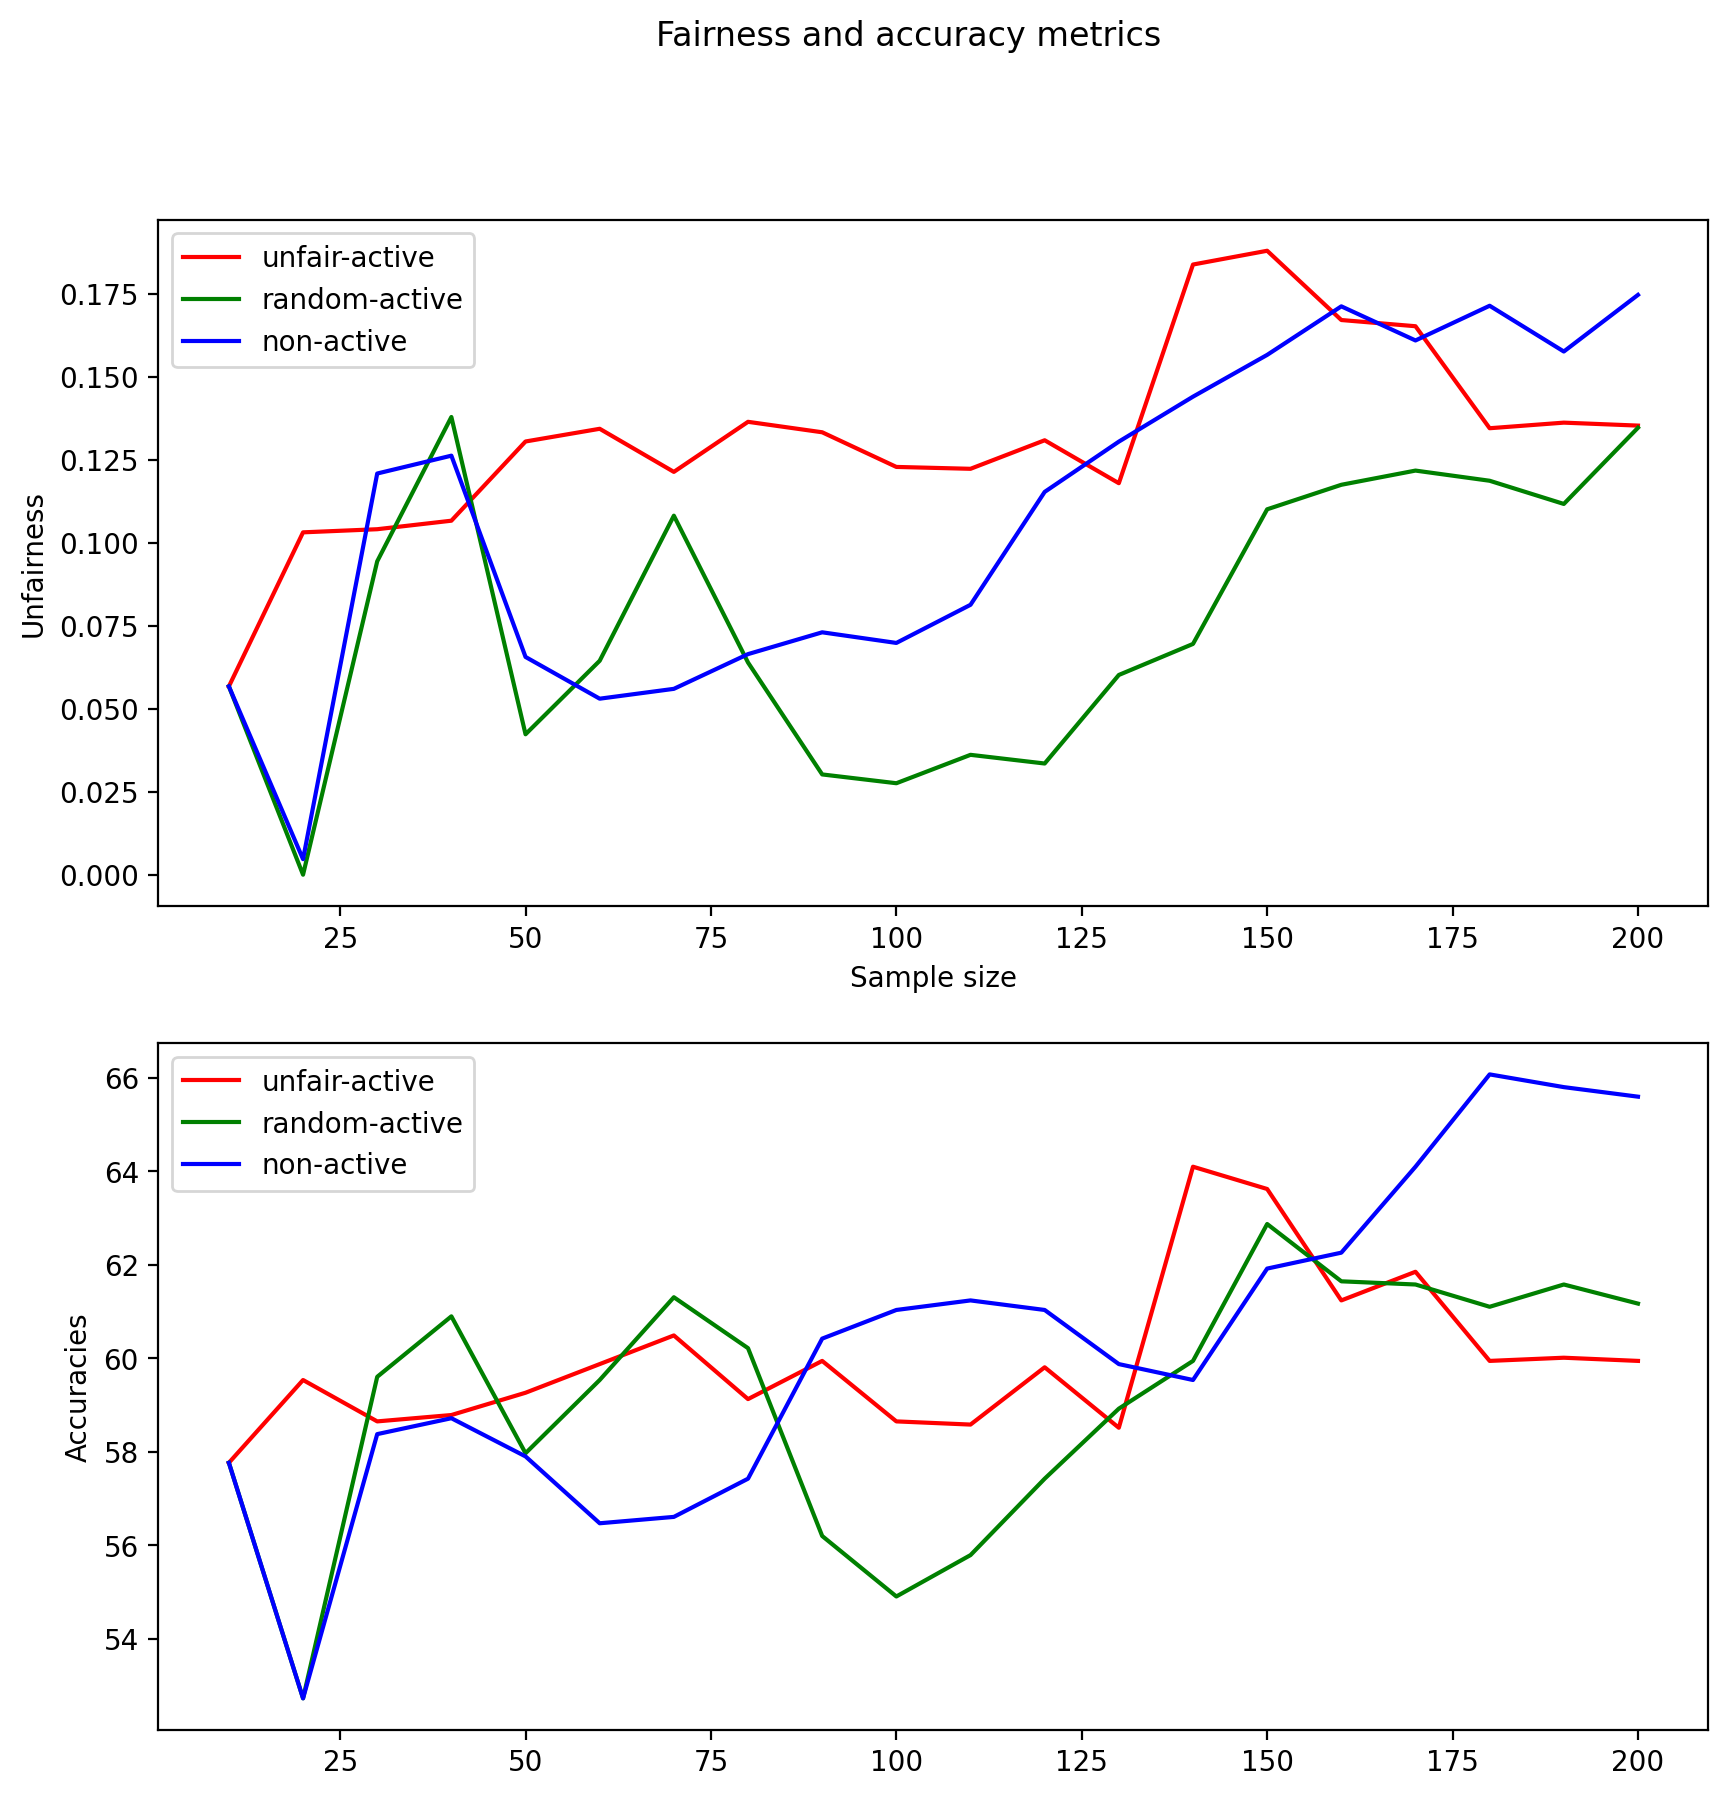 Fairness and accuracy metrics
unfair-active
random-active
non-active
0.175
0.150
0.125
0.100
0.075
0.050
0.025
0.000
Unfairness
25 50 75 100 125 150 175 200
Sample size
unfair-active
random-active
non-active
66
64
62
60
58
56
54
Accuracies
25 50 75 100 125 150 175 200